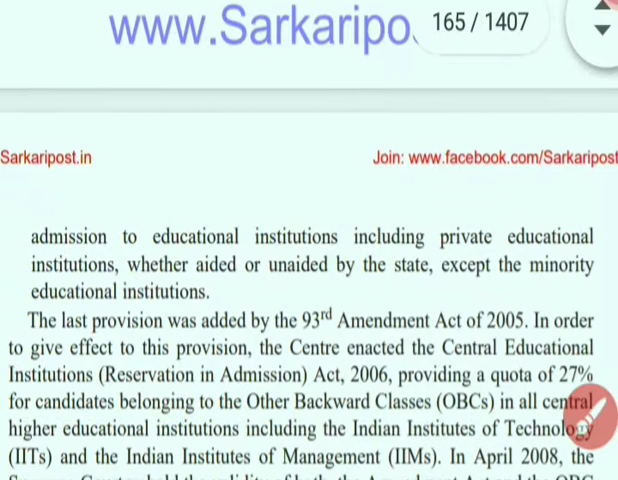 www.Sarkaripo
165 / 1407
Sarkaripost.in Join: www.facebook.com/Sarkaripost
admission to educational institutions including private educational
institutions, whether aided or unaided by the state, except the minority
educational institutions.
The last provision was added by the 93rd Amendment Act of 2005. In order
to give effect to this provision, the Centre enacted the Central Educational
Institutions (Reservation in Admission) Act, 2006, providing a quota of 27%
for candidates belonging to the Other Backward Classes (OBCs) in all central
higher educational institutions including the Indian Institutes of Technology
(IITs) and the Indian Institutes of Management (IIMs). In April 2008, the